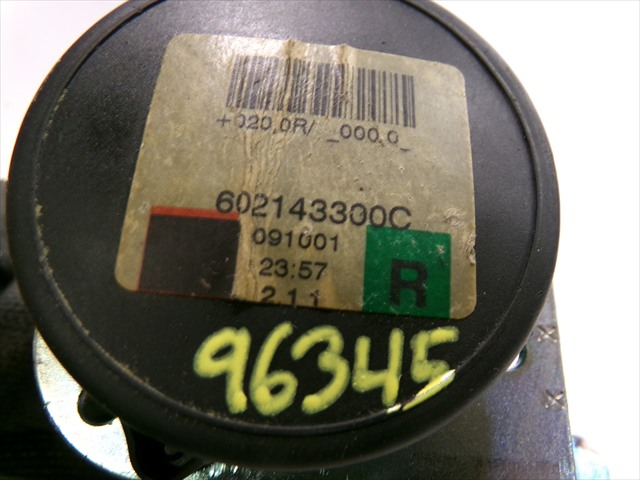 +020,0R/ _000,0_
602143300C
091001
23:57
2 1 1
R
96345